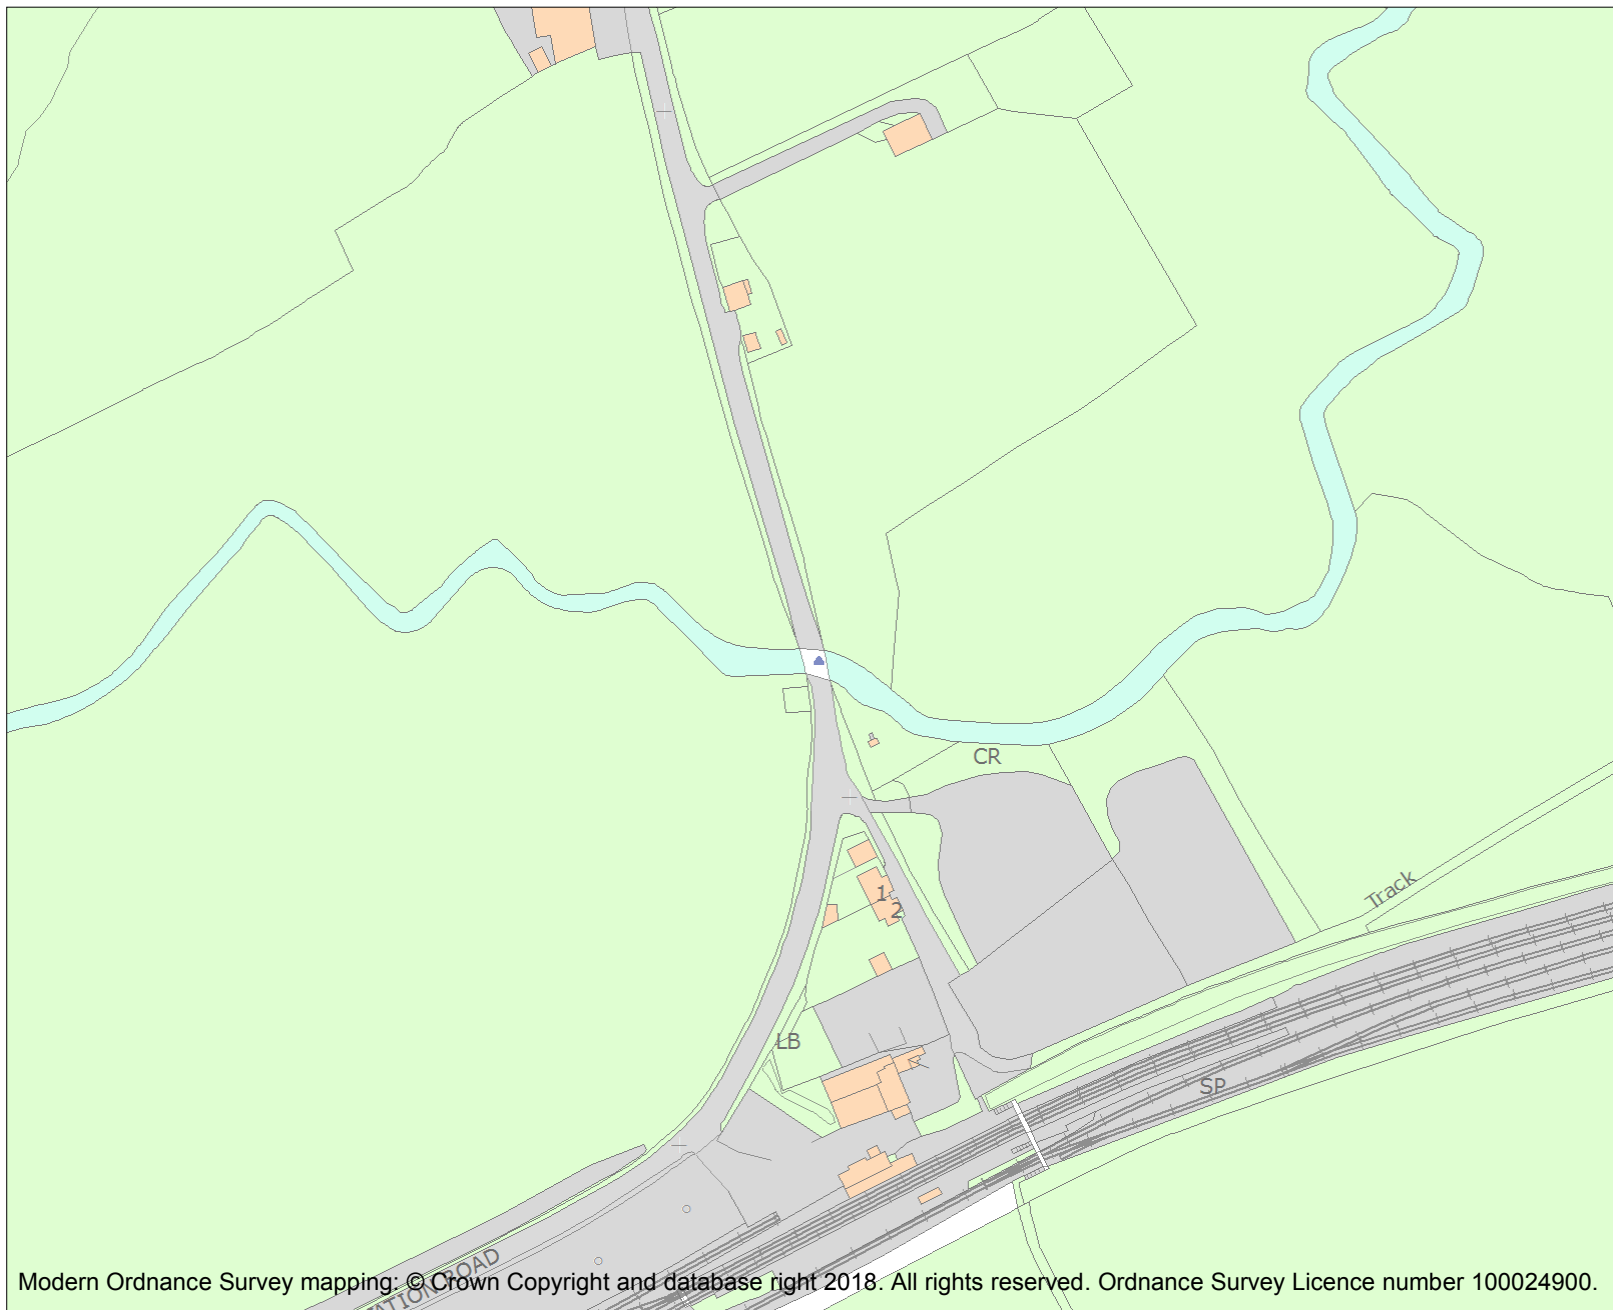 CR
Track
1
2
LB
SP
ATION ROAD
Modern Ordnance Survey mapping: © Crown Copyright and database right 2018. All rights reserved. Ordnance Survey Licence number 100024900.